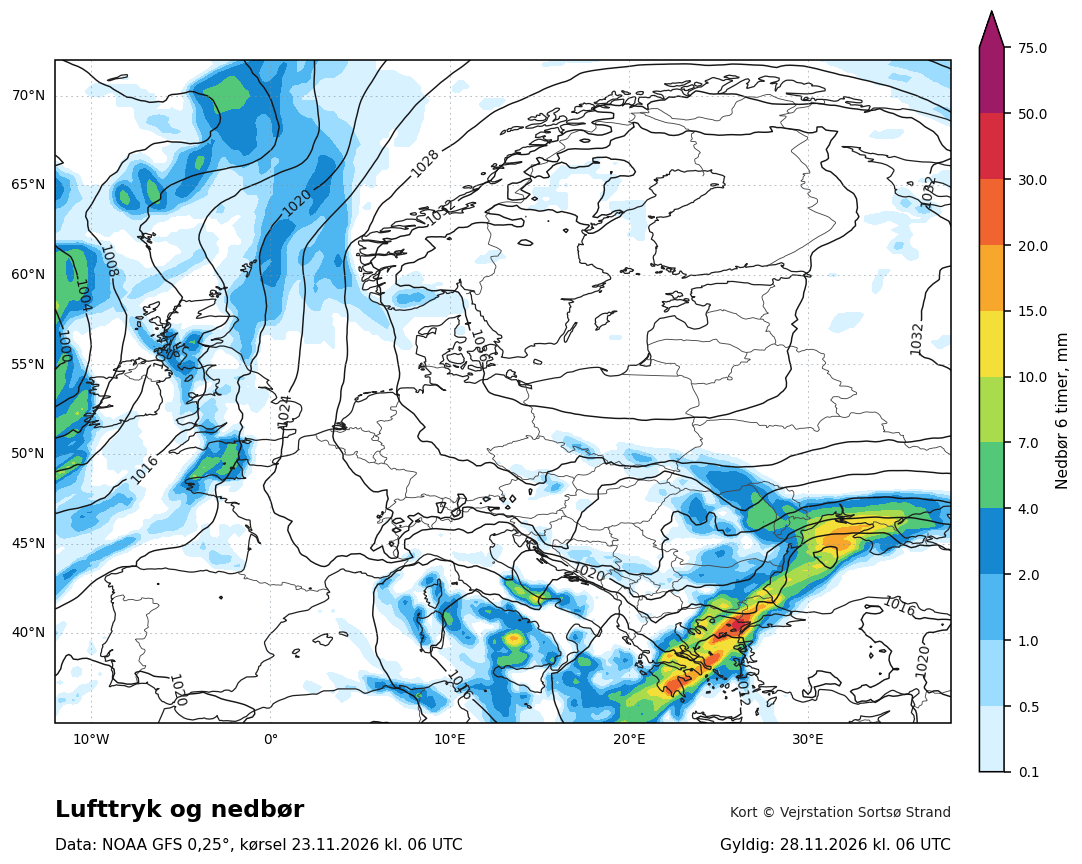 75.0
50.0
30.0
20.0
15.0
10.0
7.0
4.0
2.0
1.0
0.5
0.1
Nedbør 6 timer, mm
70°N
65°N
60°N
55°N
50°N
45°N
40°N
10°W
0°
10°E
20°E
30°E
1028
1032
1020
1032
1008
1004
1000
1036
1032
1024
1016
1020
1016
1020
1020
1016
1012
Lufttryk og nedbør
Kort © Vejrstation Sortsø Strand
Data: NOAA GFS 0,25°, kørsel 23.11.2026 kl. 06 UTC
Gyldig: 28.11.2026 kl. 06 UTC